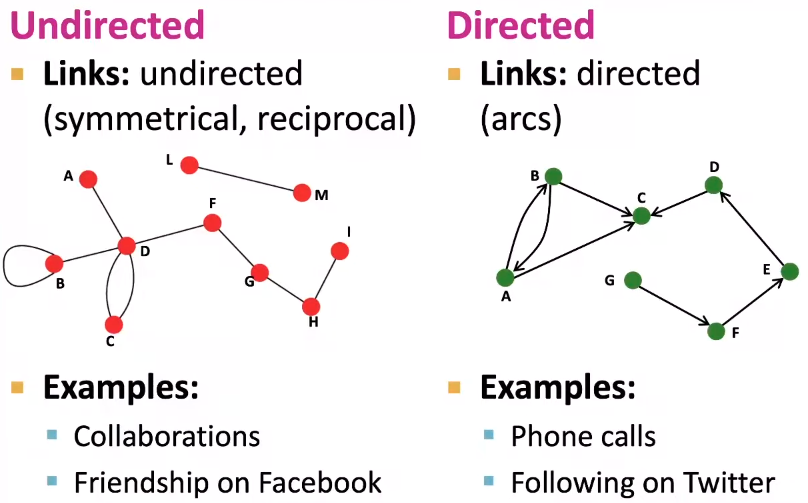 Undirected
Links: undirected
(symmetrical, reciprocal)
A
L
M
F
I
D
B
G
H
C
Examples:
Collaborations
Friendship on Facebook
Directed
Links: directed
(arcs)
B
D
C
A
G
E
F
Examples:
Phone calls
Following on Twitter